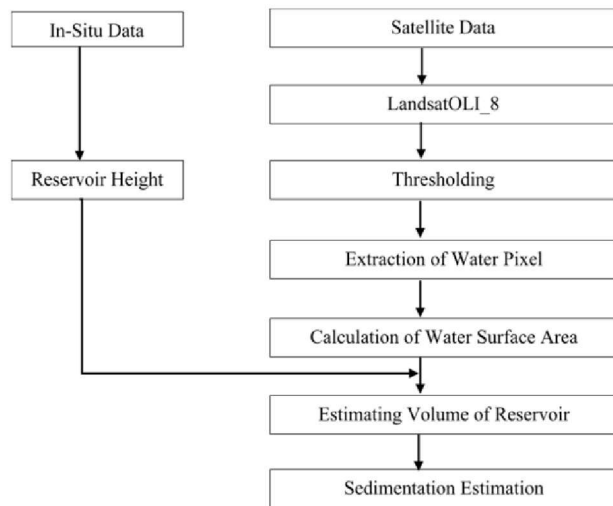 In-Situ Data
Satellite Data
LandsatOLI_8
Reservoir Height
Thresholding
Extraction of Water Pixel
Calculation of Water Surface Area
Estimating Volume of Reservoir
Sedimentation Estimation